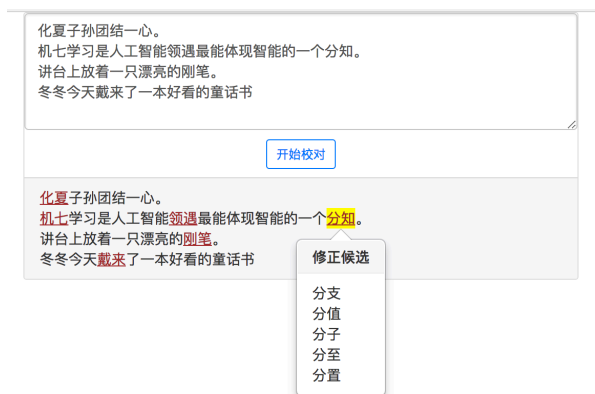 化夏子孙团结一心。
机七学习是人工智能领遇最能体现智能的一个分知。
讲台上放着一只漂亮的刚笔。
冬冬今天戴来了一本好看的童话书
开始校对
化夏子孙团结一心。
机七学习是人工智能领遇最能体现智能的一个分知。
讲台上放着一只漂亮的刚笔。
冬冬今天戴来了一本好看的童话书
修正候选
分支
分值
分子
分至
分置